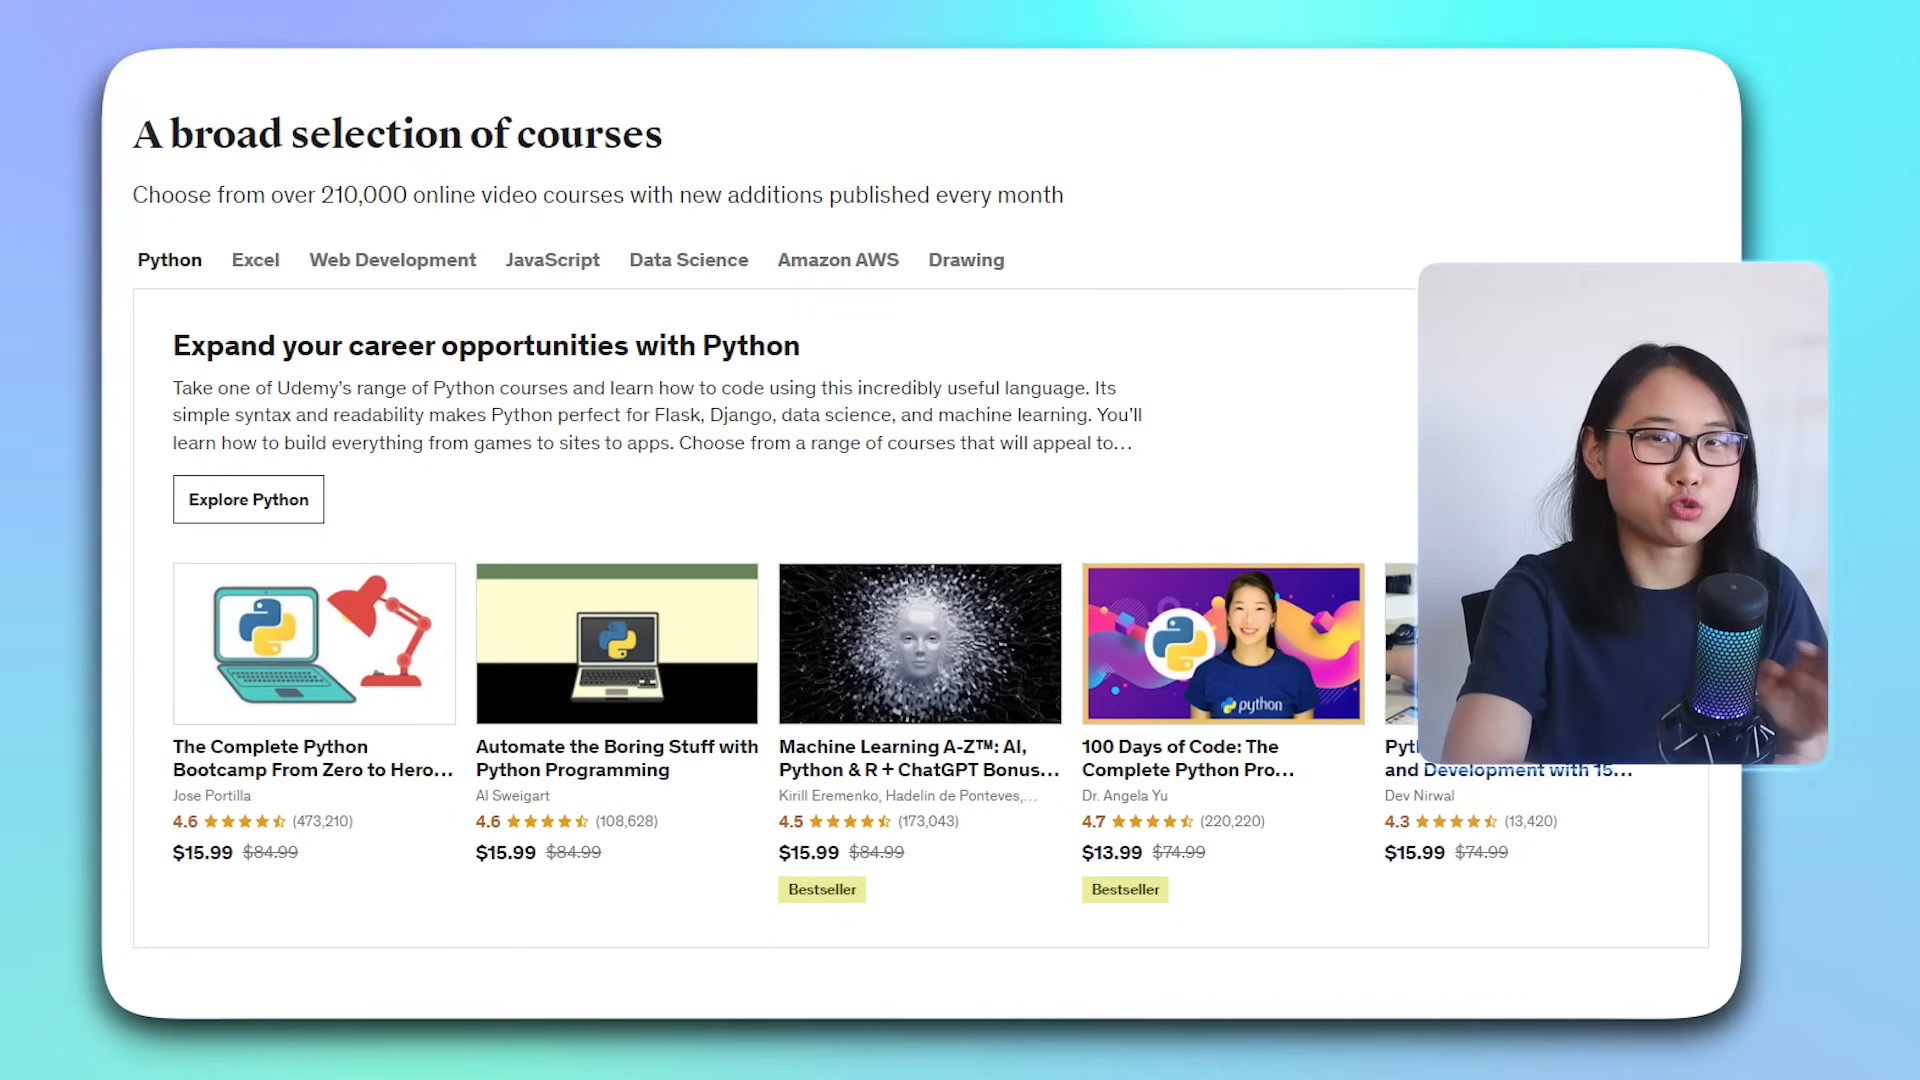 A broad selection of courses
Choose from over 210,000 online video courses with new additions published every month
Python Excel Web Development JavaScript Data Science Amazon AWS Drawing
Expand your career opportunities with Python
Take one of Udemy's range of Python courses and learn how to code using this incredibly useful language. Its
simple syntax and readability makes Python perfect for Flask, Django, data science, and machine learning. You'll
learn how to build everything from games to sites to apps. Choose from a range of courses that will appeal to...
Explore Python
python
The Complete Python
Bootcamp From Zero to Hero...
Jose Portilla
4.6 (473,210)
$15.99 $84.99
Automate the Boring Stuff with
Python Programming
Al Sweigart
4.6 (108,628)
$15.99 $84.99
Machine Learning A-Z™: AI,
Python & R + ChatGPT Bonus...
Kirill Eremenko, Hadelin de Ponteves,...
4.5 (173,043)
$15.99 $84.99
Bestseller
100 Days of Code: The
Complete Python Pro...
Dr. Angela Yu
4.7 (220,220)
$13.99 $74.99
Bestseller
and Development with 15...
Dev Nirwal
4.3 (13,420)
$15.99 $74.99